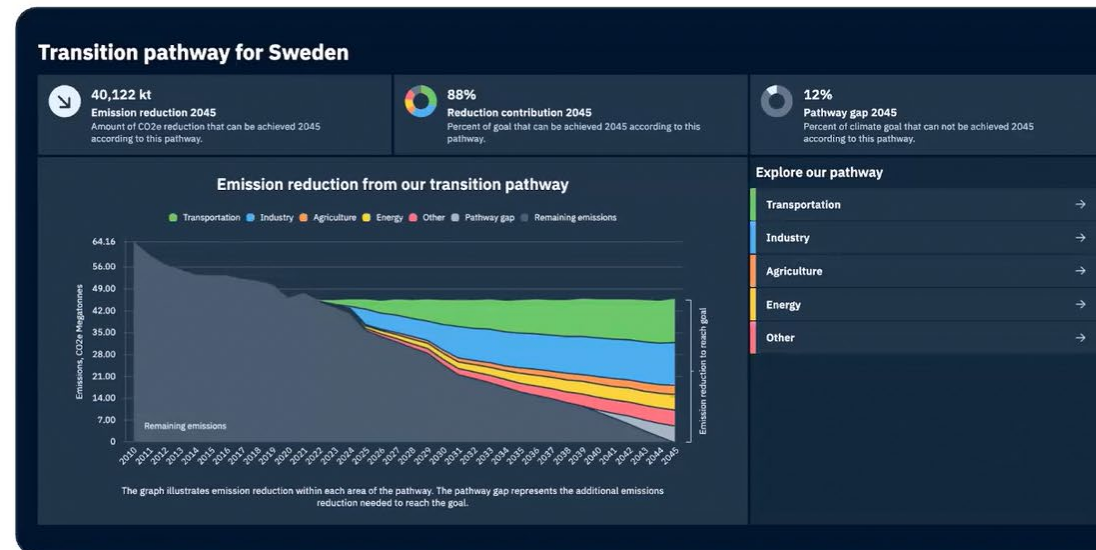 Transition pathway for Sweden
40,122 kt
Emission reduction 2045
Amount of CO2e reduction that can be achieved 2045
according to this pathway.
88%
Reduction contribution 2045
Percent of goal that can be achieved 2045 according to this
pathway.
12%
Pathway gap 2045
Percent of climate goal that can not be achieved 2045
according to this pathway.
Emission reduction from our transition pathway
Transportation Industry Agriculture Energy Other Pathway gap Remaining emissions
Emissions, CO2e Megatonnes
64.16
56.00
49.00
42.00
35.00
28.00
21.00
14.00
7.00
0
Remaining emissions
Emission reduction to reach goal
2010 2011 2012 2013 2014 2015 2016 2017 2018 2019 2020 2021 2022 2023 2024 2025 2026 2027 2028 2029 2030 2031 2032 2033 2034 2035 2036 2037 2038 2039 2040 2041 2042 2043 2044 2045
The graph illustrates emission reduction within each area of the pathway. The pathway gap represents the additional emissions
reduction needed to reach the goal.
Explore our pathway
Transportation
Industry
Agriculture
Energy
Other